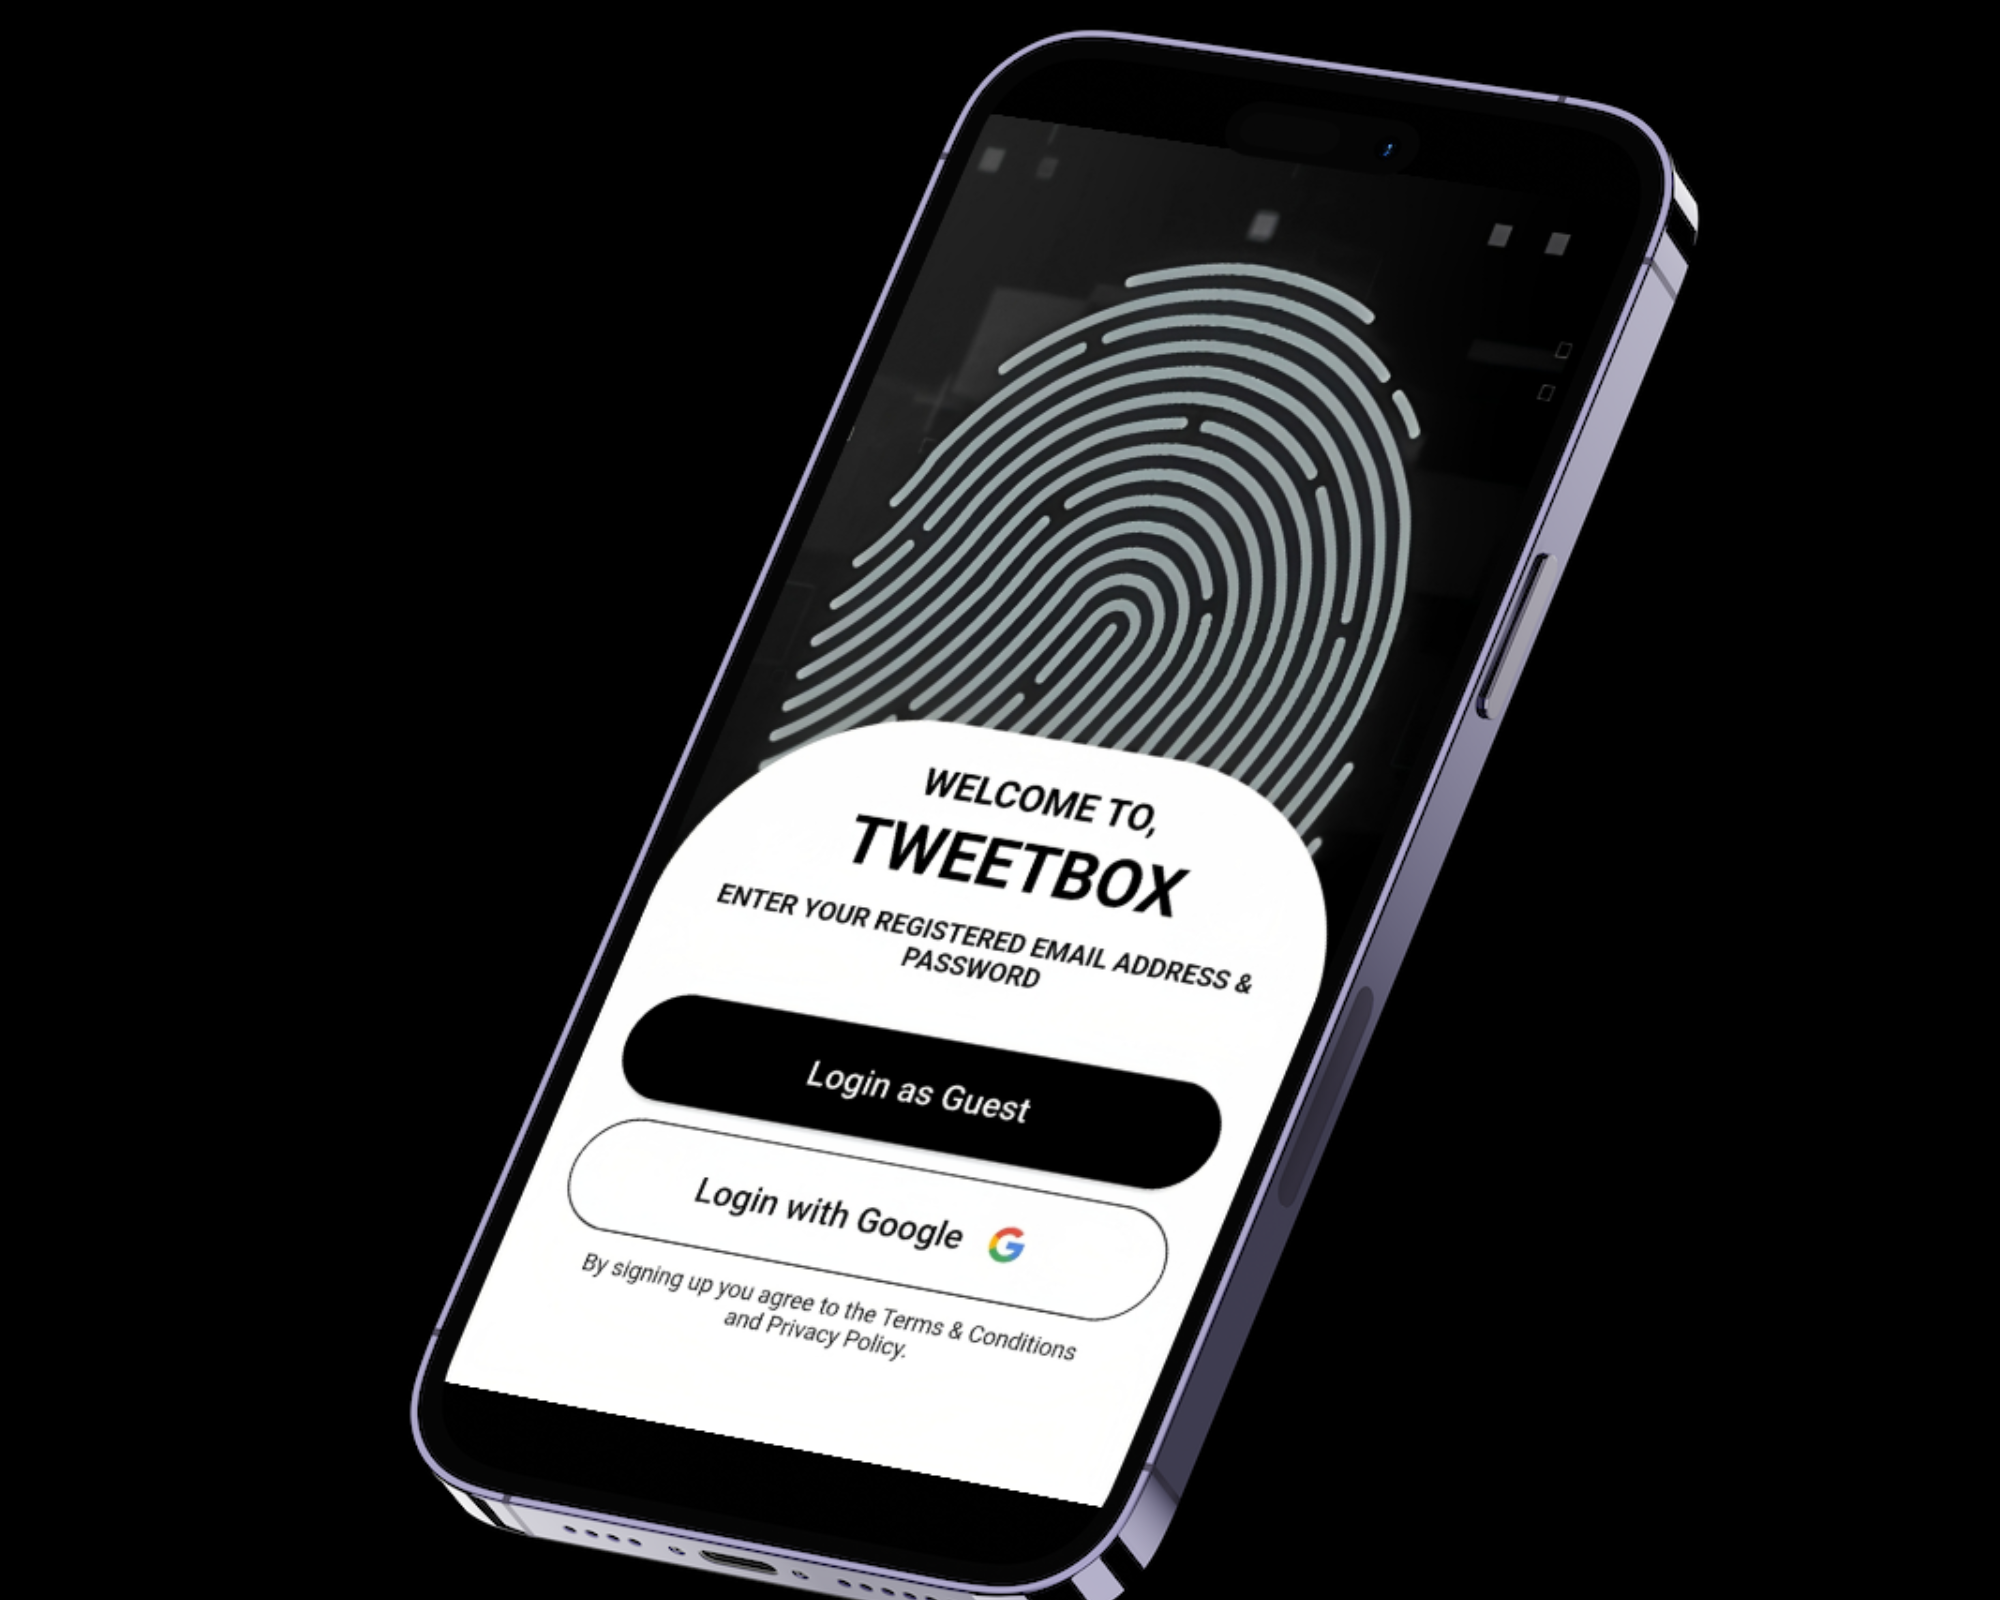 WELCOME TO,
TWEETBOX
ENTER YOUR REGISTERED EMAIL ADDRESS &
PASSWORD
Login as Guest
Login with Google
By signing up you agree to the Terms & Conditions
and Privacy Policy.